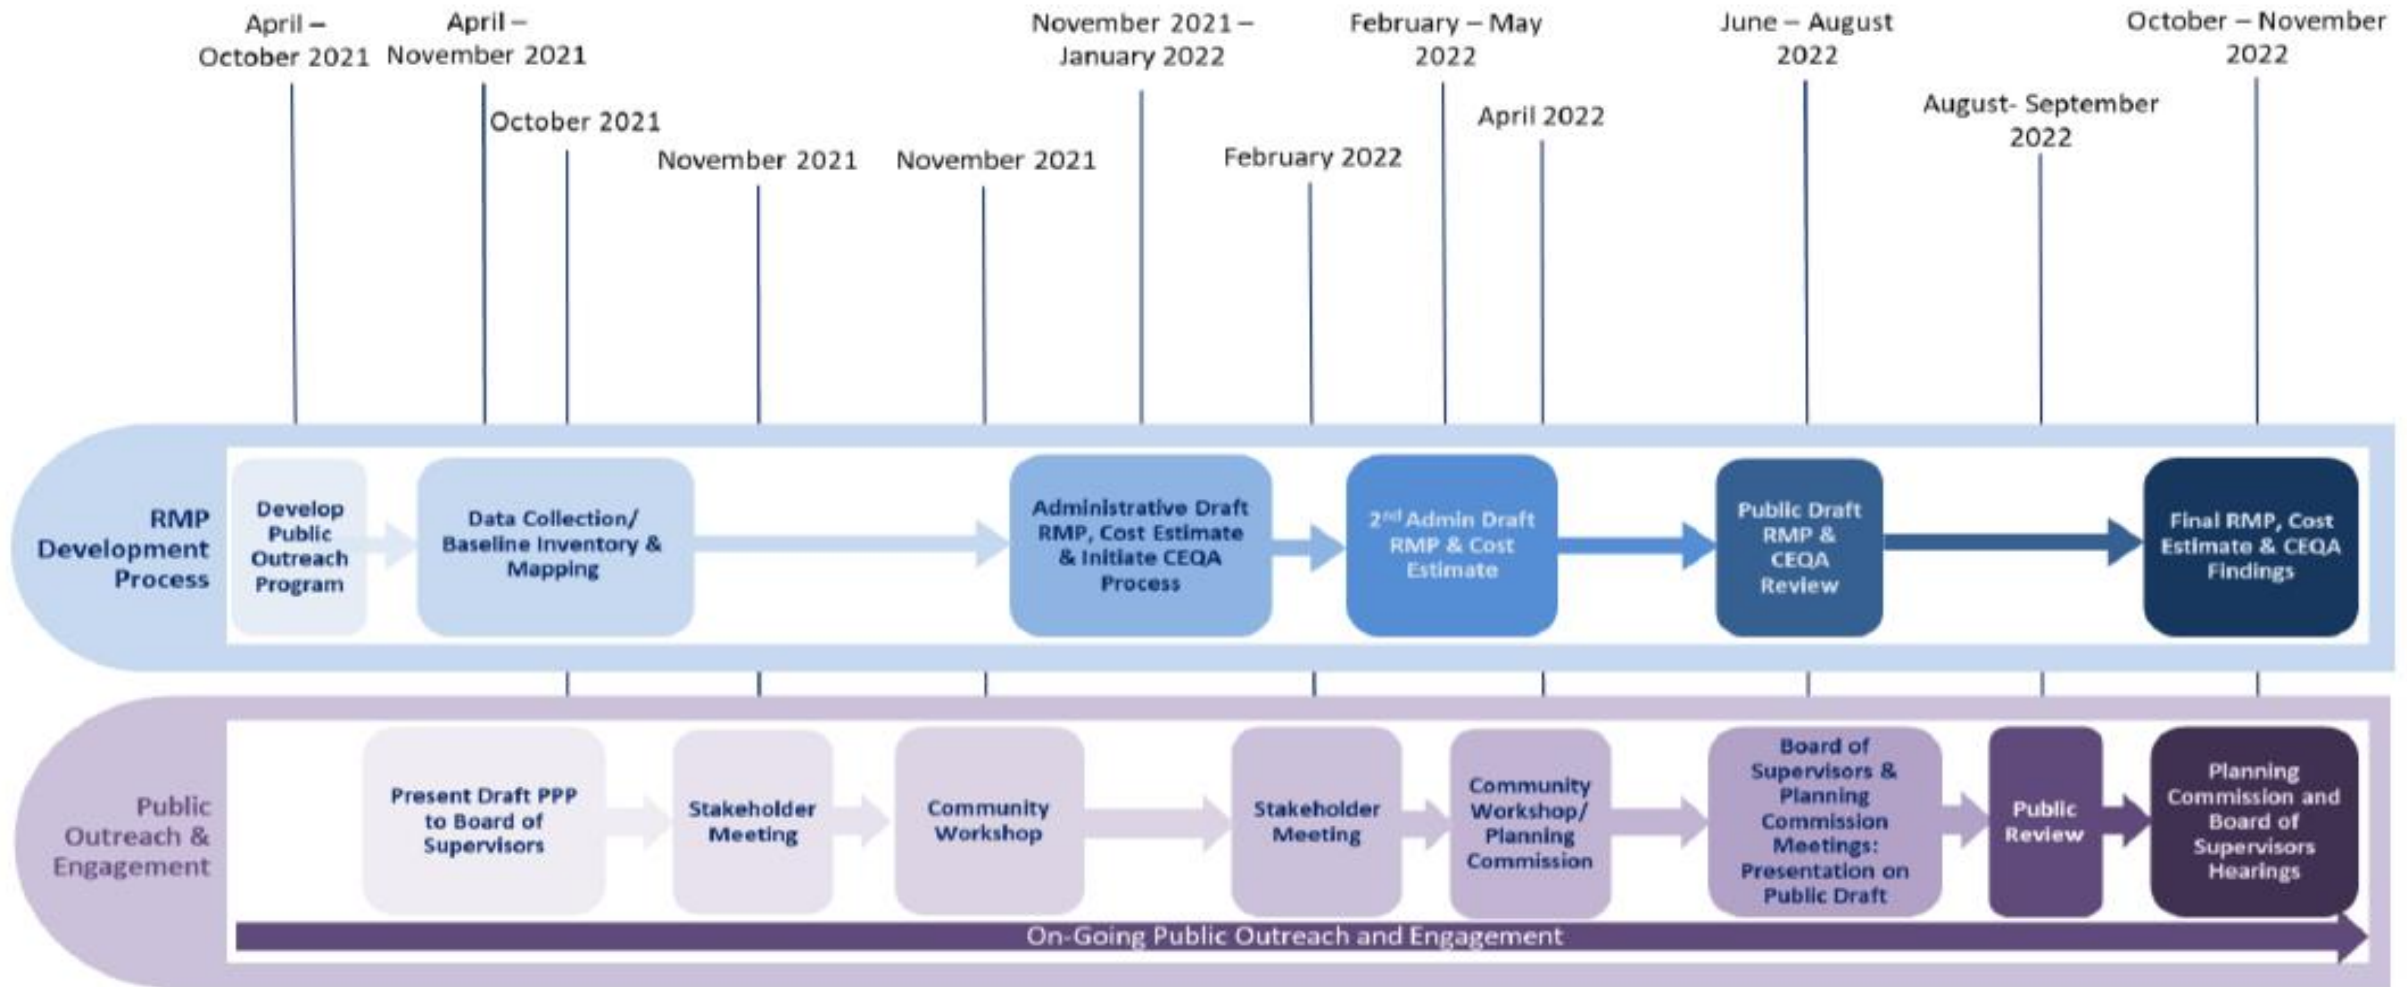 April –
October 2021
April –
November 2021
October 2021
November 2021
November 2021
November 2021 –
January 2022
February 2022
February – May
2022
April 2022
June – August
2022
August- September
2022
October – November
2022
RMP
Development
Process
Develop
Public
Outreach
Program
Data Collection/
Baseline Inventory &
Mapping
Administrative Draft
RMP, Cost Estimate
& Initiate CEQA
Process
2nd Admin Draft
RMP & Cost
Estimate
Public Draft
RMP &
CEQA
Review
Final RMP, Cost
Estimate & CEQA
Findings
Public
Outreach &
Engagement
Present Draft PPP
to Board of
Supervisors
Stakeholder
Meeting
Community
Workshop
Stakeholder
Meeting
Community
Workshop/
Planning
Commission
Board of
Supervisors &
Planning
Commission
Meetings:
Presentation on
Public Draft
Public
Review
Planning
Commission and
Board of
Supervisors
Hearings
On-Going Public Outreach and Engagement